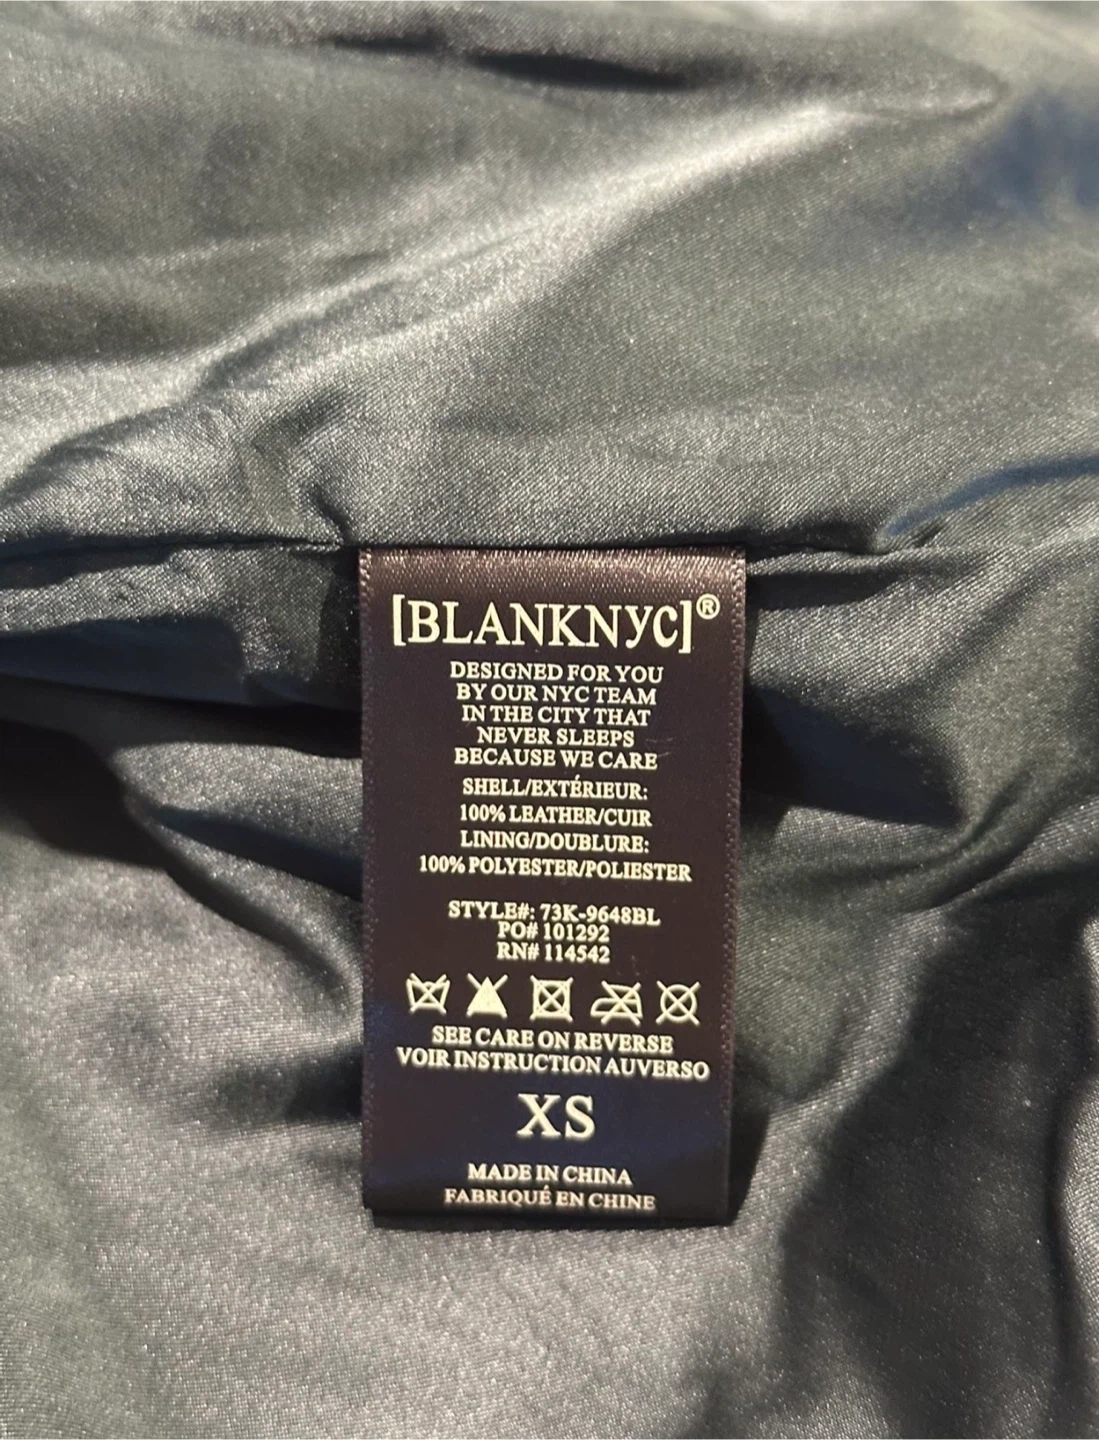 [BLANKNYC]®
DESIGNED FOR YOU
BY OUR NYC TEAM
IN THE CITY THAT
NEVER SLEEPS
BECAUSE WE CARE
SHELL/EXTÉRIEUR:
100% LEATHER/CUIR
LINING/DOUBLURE:
100% POLYESTER/POLIESTER
STYLE#: 73K-9648BL
PO# 101292
RN# 114542
SEE CARE ON REVERSE
VOIR INSTRUCTION AUVERSO
XS
MADE IN CHINA
FABRIQUÉ EN CHINE